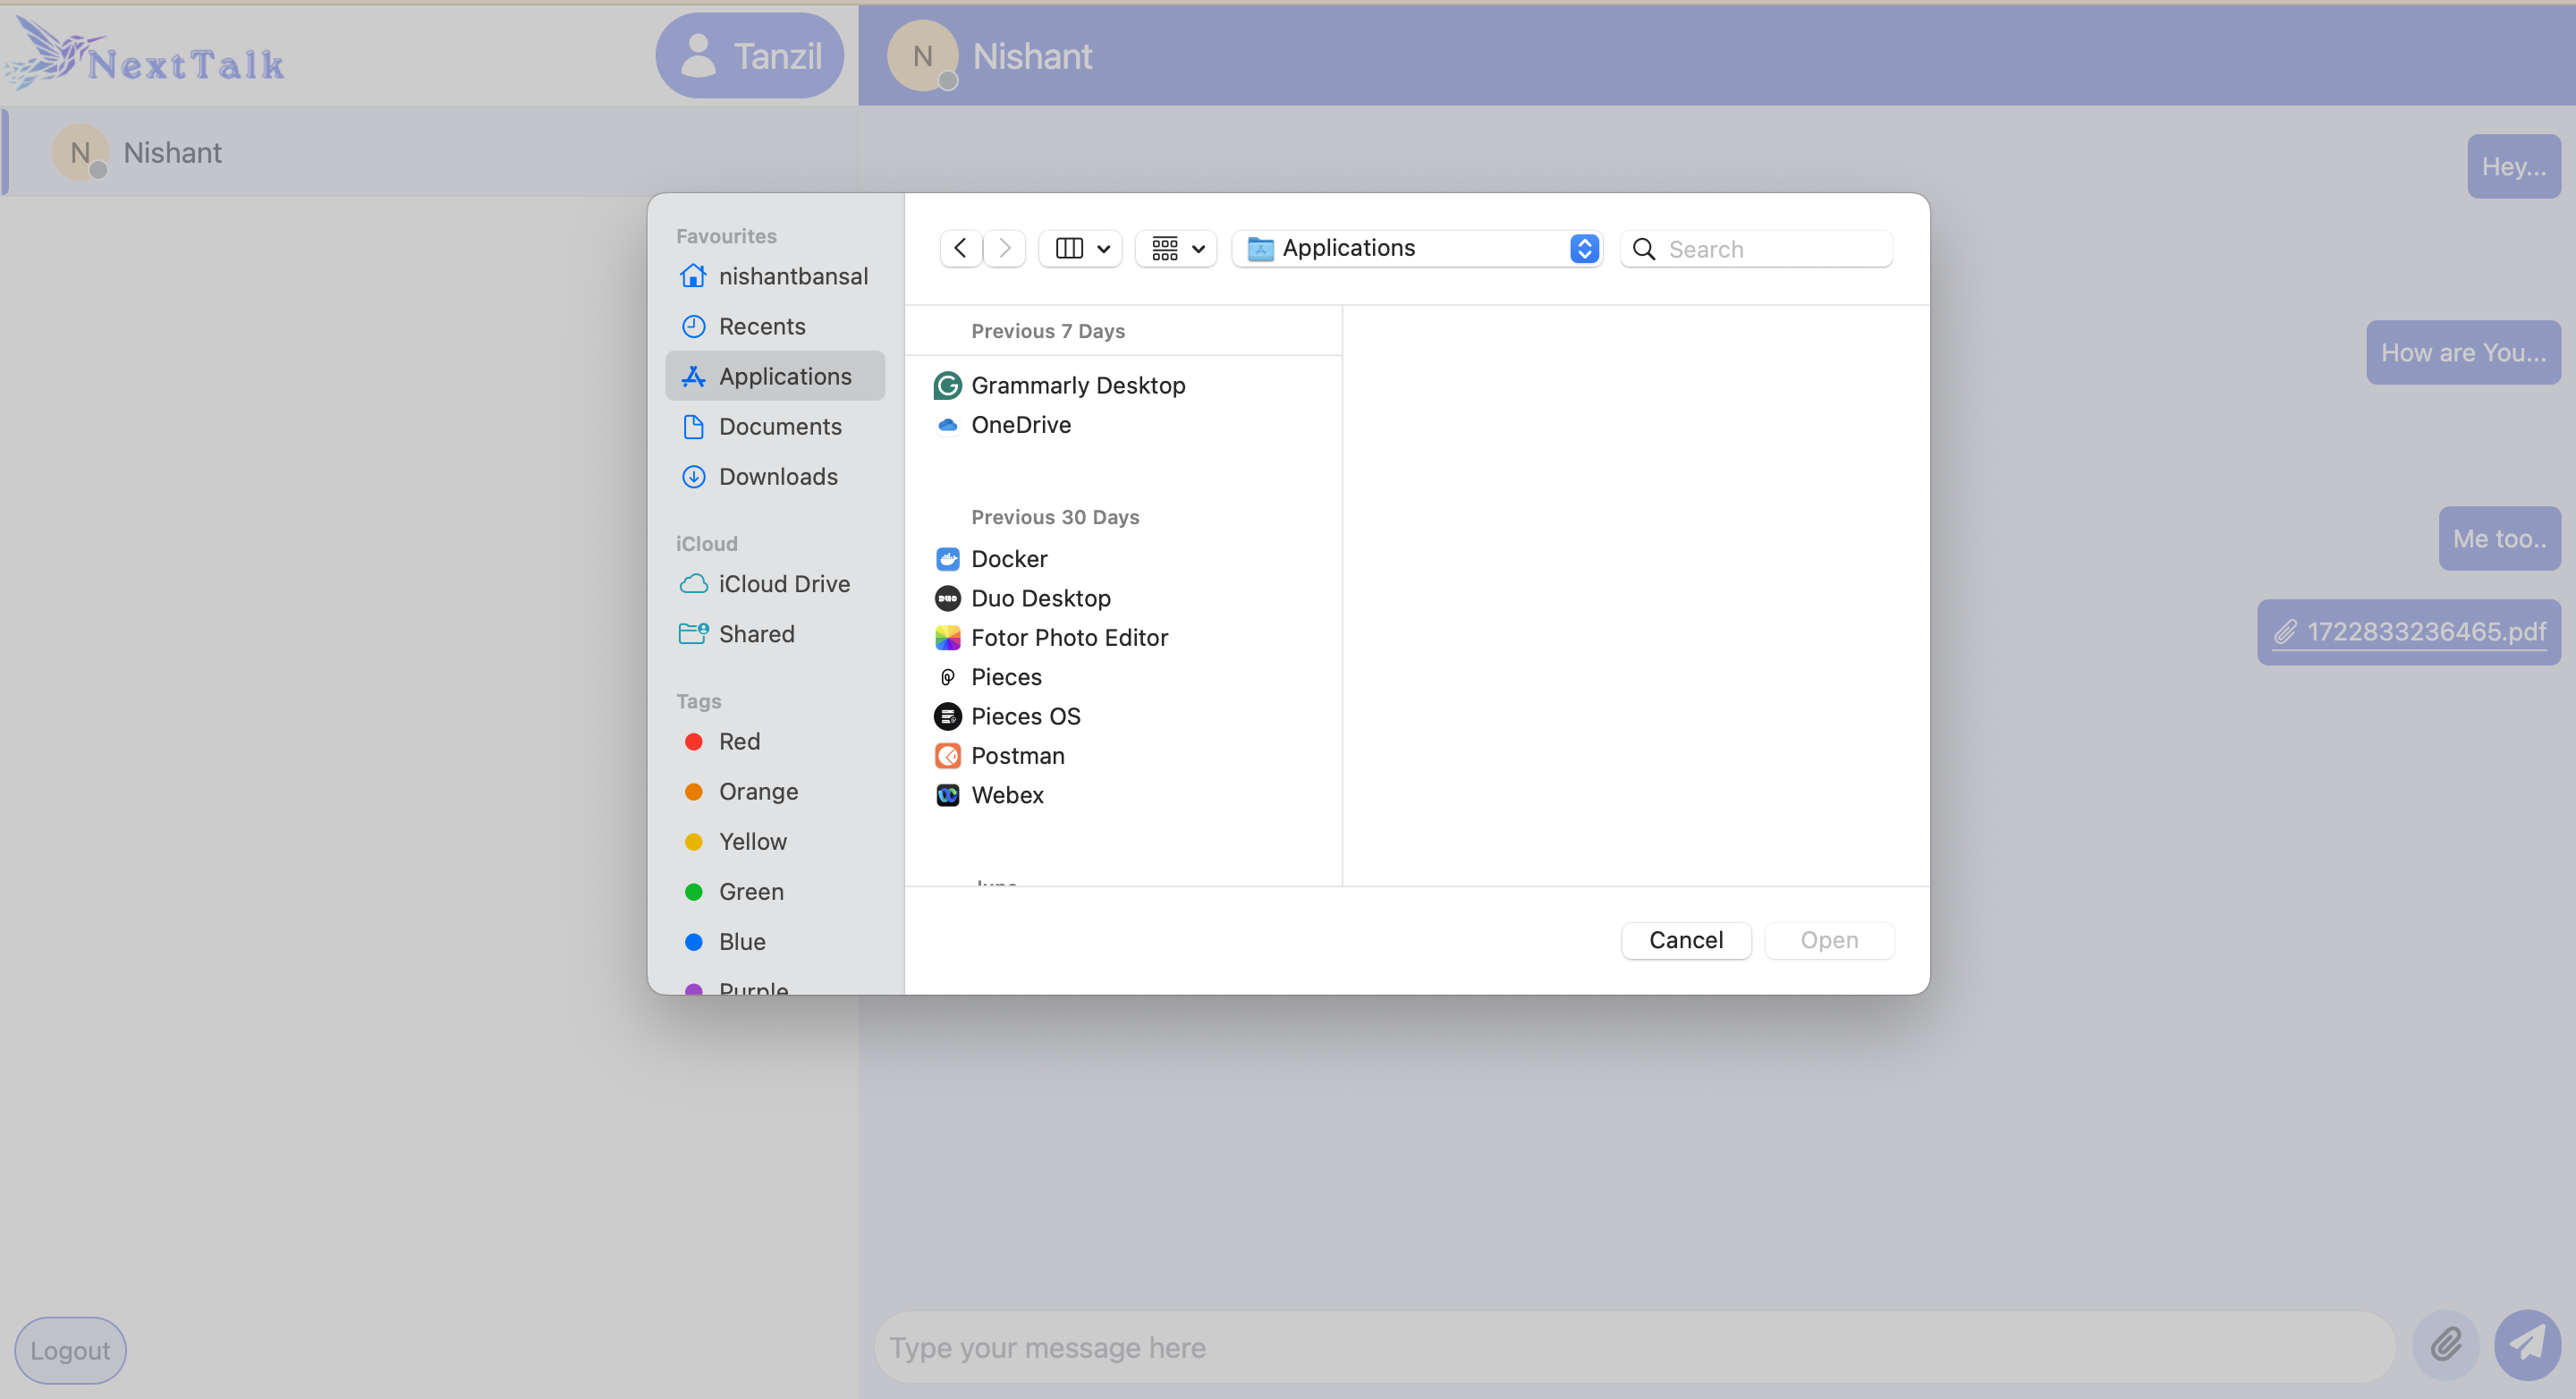 NextTalk
Tanzil
N
Nishant
N
Nishant
Hey...
How are You...
Me too..
1722833236465.pdf
Favourites
nishantbansal
Recents
Applications
Documents
Downloads
iCloud
iCloud Drive
Shared
Tags
Red
Orange
Yellow
Green
Blue
Purple
Applications
Search
Previous 7 Days
Grammarly Desktop
OneDrive
Previous 30 Days
Docker
Duo Desktop
Fotor Photo Editor
Pieces
Pieces OS
Postman
Webex
Cancel
Open
Logout
Type your message here